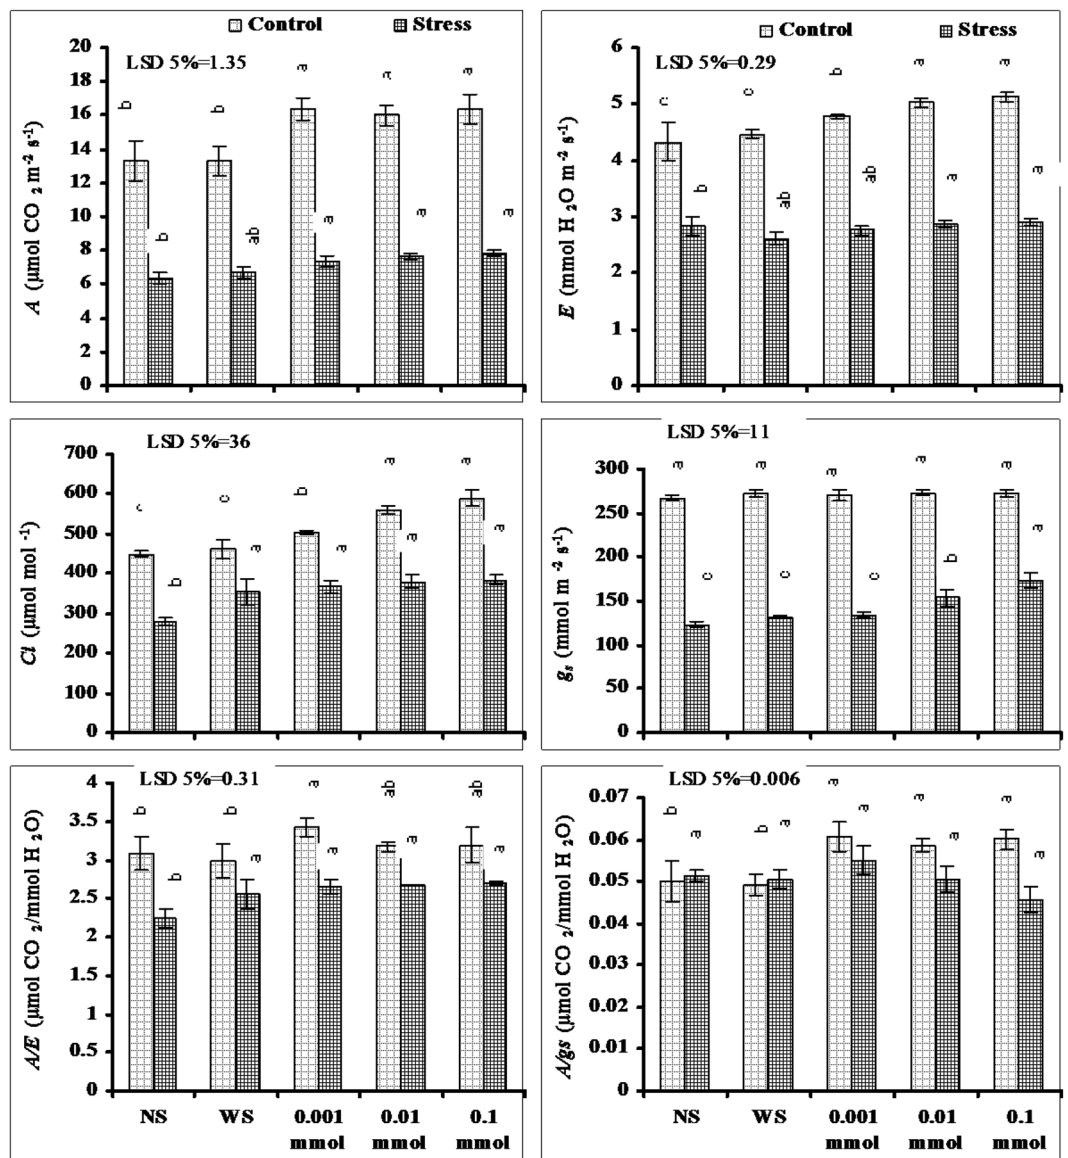 Control Stress
LSD 5%=1.35
A (µmol CO 2 m-2 s-1)
20
18
16
14
12
10
8
6
4
2
0
b b a a a
b ab a a a
Control Stress
LSD 5%=0.29
E (mmol H 2O m-2 s-1)
6
5
4
3
2
1
0
c c b a a
b ab ab a a
LSD 5%=36
Ci (µmol mol -1)
700
600
500
400
300
200
100
0
c c b a a
b a a a a
LSD 5%=11
gs (mmol m -2 s-1)
300
250
200
150
100
50
0
a a a a a
c c c b a
LSD 5%=0.31
A/E (µmol CO 2/mmol H 2O)
4
3.5
3
2.5
2
1.5
1
0.5
0
b b a ab ab
b a a a a
NS WS 0.001 0.01 0.1
mmol mmol mmol
LSD 5%=0.006
A/gs (µmol CO 2/mmol H 2O)
0.07
0.06
0.05
0.04
0.03
0.02
0.01
0
b b a a a
a a a a a
NS WS 0.001 0.01 0.1
mmol mmol mmol